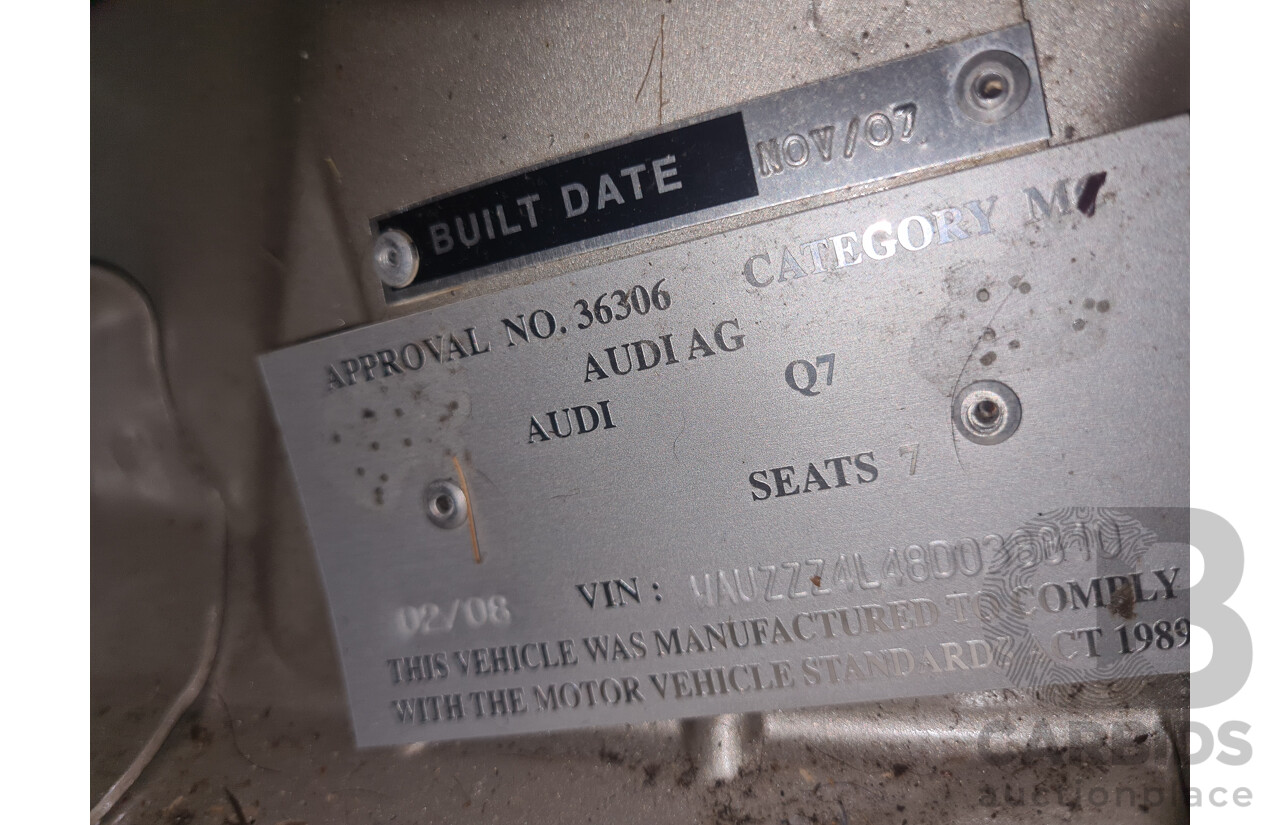 BUILT DATE NOV/07
APPROVAL NO. 36306 CATEGORY
AUDI AG
AUDI Q7
SEATS 7
02/08 VIN:
THIS VEHICLE WAS MANUFACTURED TO COMPLY
WITH THE MOTOR VEHICLE STANDARDS ACT 1989
CARBIDS
auctionplace